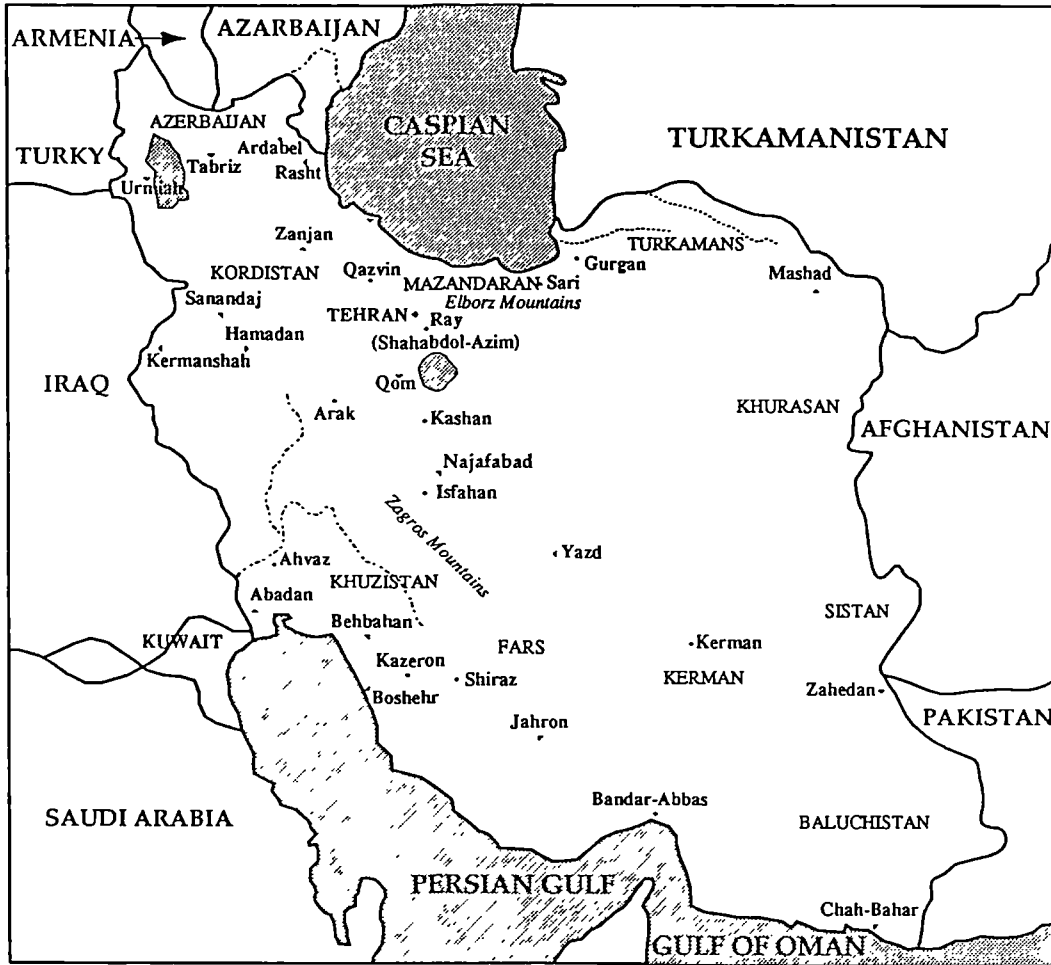 ARMENIA
AZARBAIJAN
CASPIAN
SEA
TURKAMANISTAN
TURKY
AZERBAIJAN
Ardabel
Tabriz
Rasht
Urmiah
Zanjan
TURKAMANS
Gurgan
Mashad
KORDISTAN
Qazvin
MAZANDARAN
Sari
Elborz Mountains
Sanandaj
TEHRAN
Ray
(Shahabdol-Azim)
Hamadan
Kermanshah
IRAQ
Qom
Arak
Kashan
KHURASAN
AFGHANISTAN
Najafabad
Isfahan
Zagros Mountains
Yazd
Ahvaz
KHUZISTAN
Abadan
SISTAN
Behbahan
KUWAIT
FARS
Kerman
Kazeron
Shiraz
KERMAN
Zahedan
Boshehr
PAKISTAN
Jahron
SAUDI ARABIA
Bandar-Abbas
BALUCHISTAN
PERSIAN GULF
Chah-Bahar
GULF OF OMAN